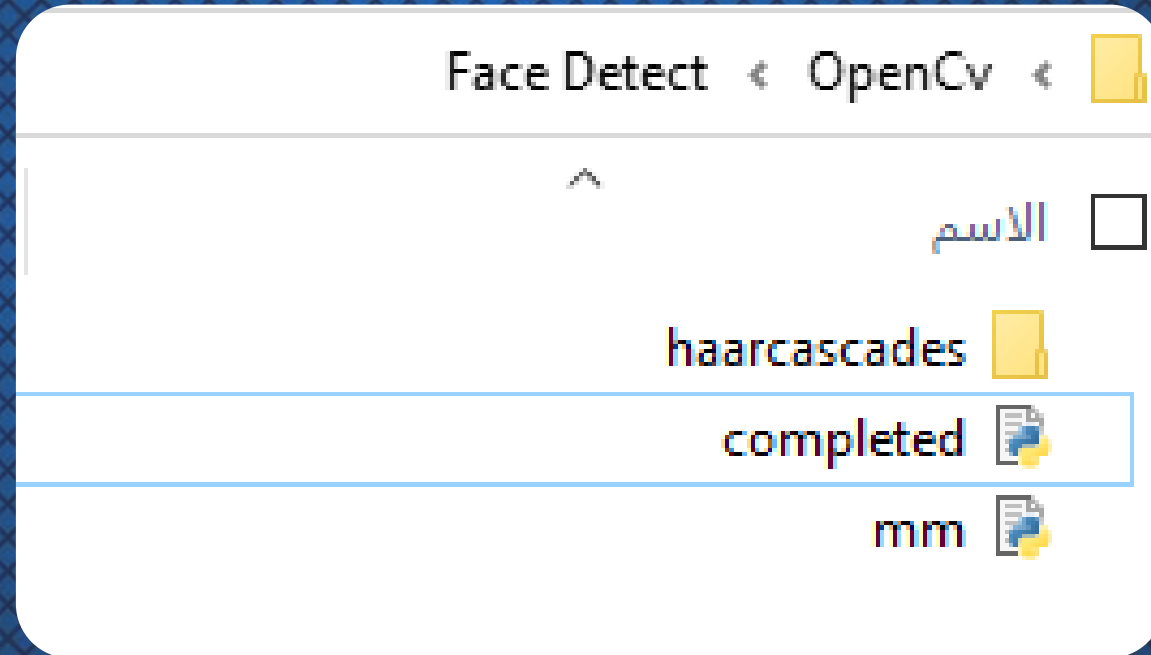 OpenCv › Face Detect
الاسم
haarcascades
completed
mm